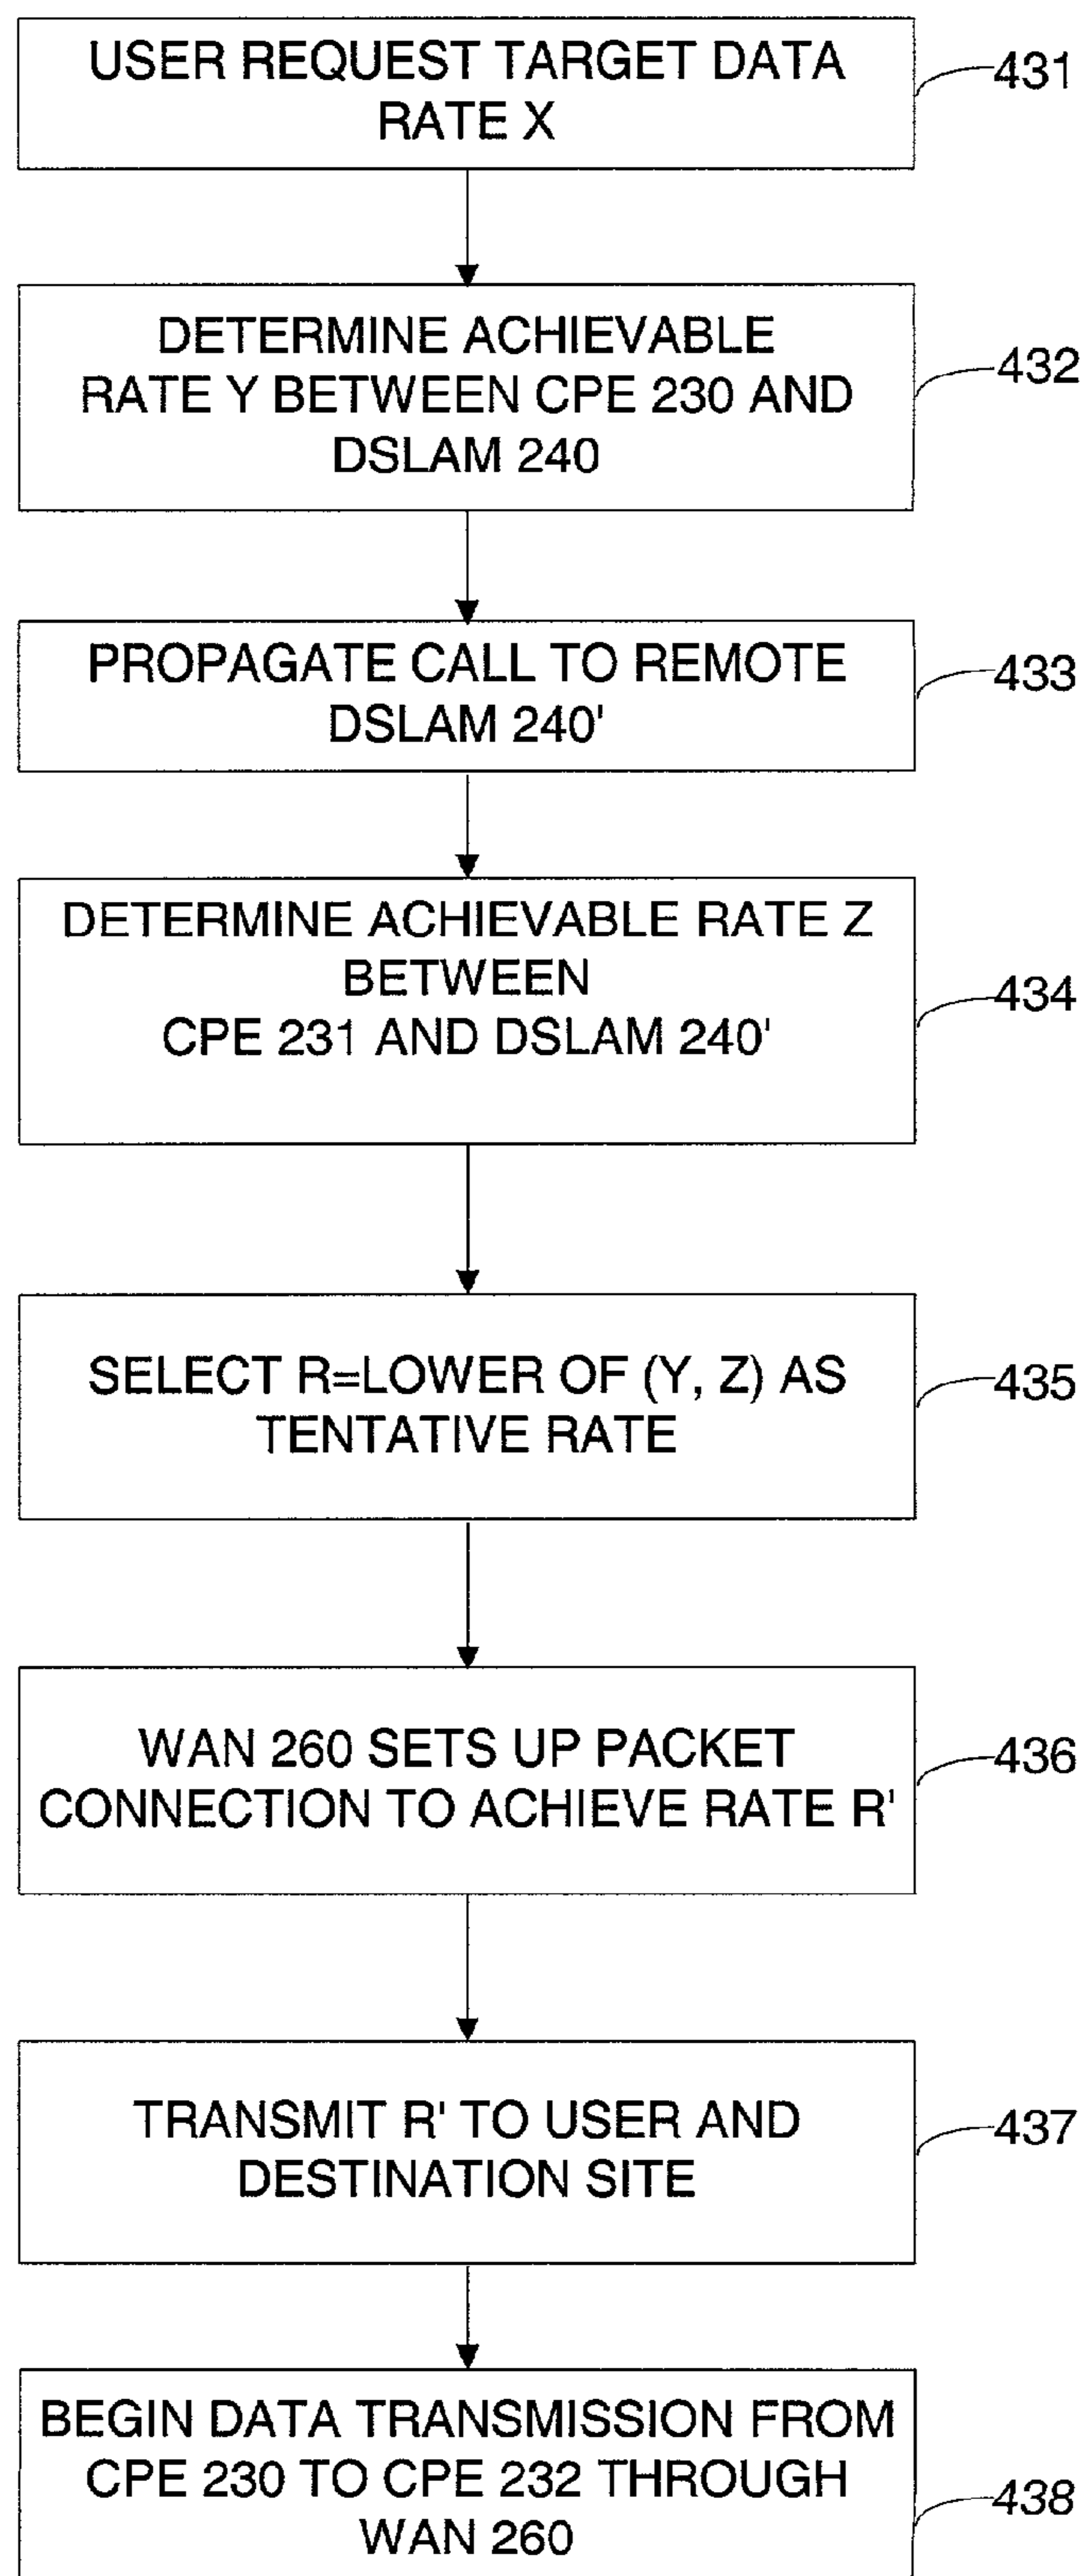 USER REQUEST TARGET DATA
RATE X
431
DETERMINE ACHIEVABLE
RATE Y BETWEEN CPE 230 AND
DSLAM 240
432
PROPAGATE CALL TO REMOTE
DSLAM 240'
433
DETERMINE ACHIEVABLE RATE Z
BETWEEN
CPE 231 AND DSLAM 240'
434
SELECT R=LOWER OF (Y, Z) AS
TENTATIVE RATE
435
WAN 260 SETS UP PACKET
CONNECTION TO ACHIEVE RATE R'
436
TRANSMIT R' TO USER AND
DESTINATION SITE
437
BEGIN DATA TRANSMISSION FROM
CPE 230 TO CPE 232 THROUGH
WAN 260
438